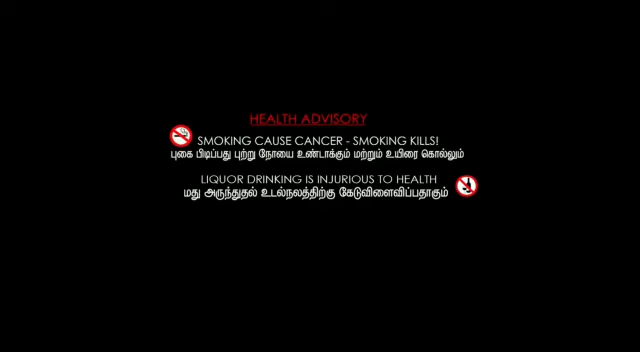 HEALTH ADVISORY
SMOKING CAUSE CANCER - SMOKING KILLS!
புகை பிடிப்பது புற்று நோயை உண்டாக்கும் மற்றும் உயிரை கொல்லும்
LIQUOR DRINKING IS INJURIOUS TO HEALTH
மது அருந்துதல் உடல்நலத்திற்கு கேடுவிளைவிப்பதாகும்